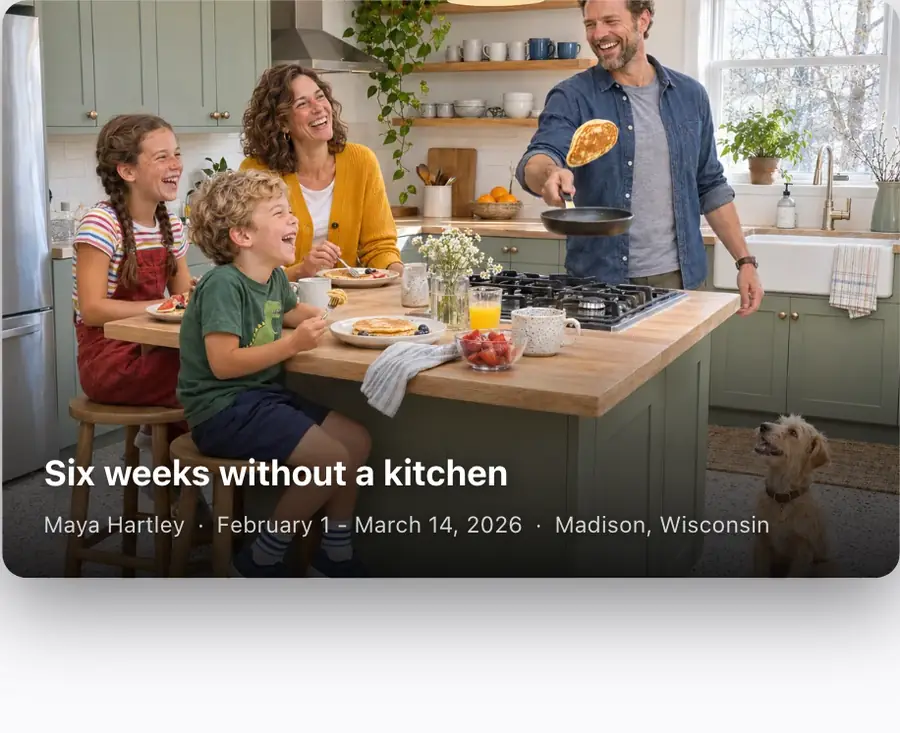 Six weeks without a kitchen
Maya Hartley · February 1 - March 14, 2026 · Madison, Wisconsin